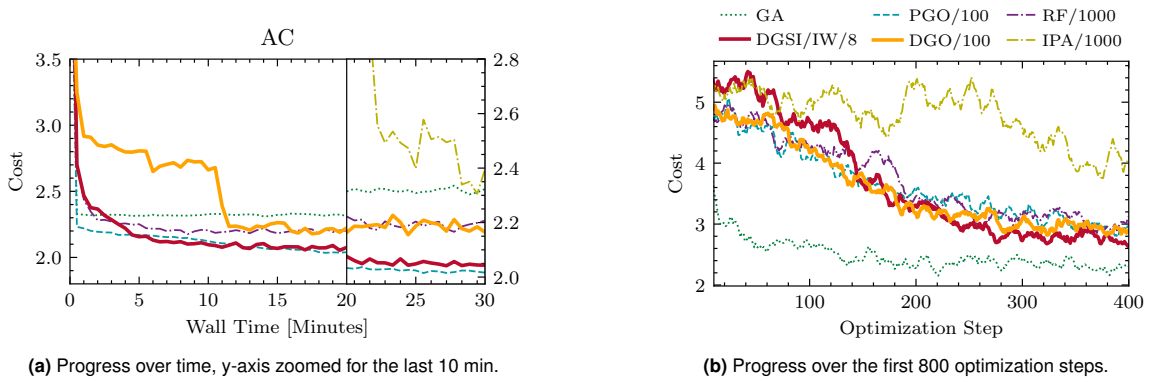 AC
3.5
3.0
2.5
2.0
Cost
2.8
2.6
2.4
2.2
2.0
0 5 10 15 20 20 25 30
Wall Time [Minutes]
(a) Progress over time, y-axis zoomed for the last 10 min.
GA PGO/100 RF/1000
DGSI/IW/8 DGO/100 IPA/1000
5
4
3
2
Cost
100 200 300 400
Optimization Step
(b) Progress over the first 800 optimization steps.